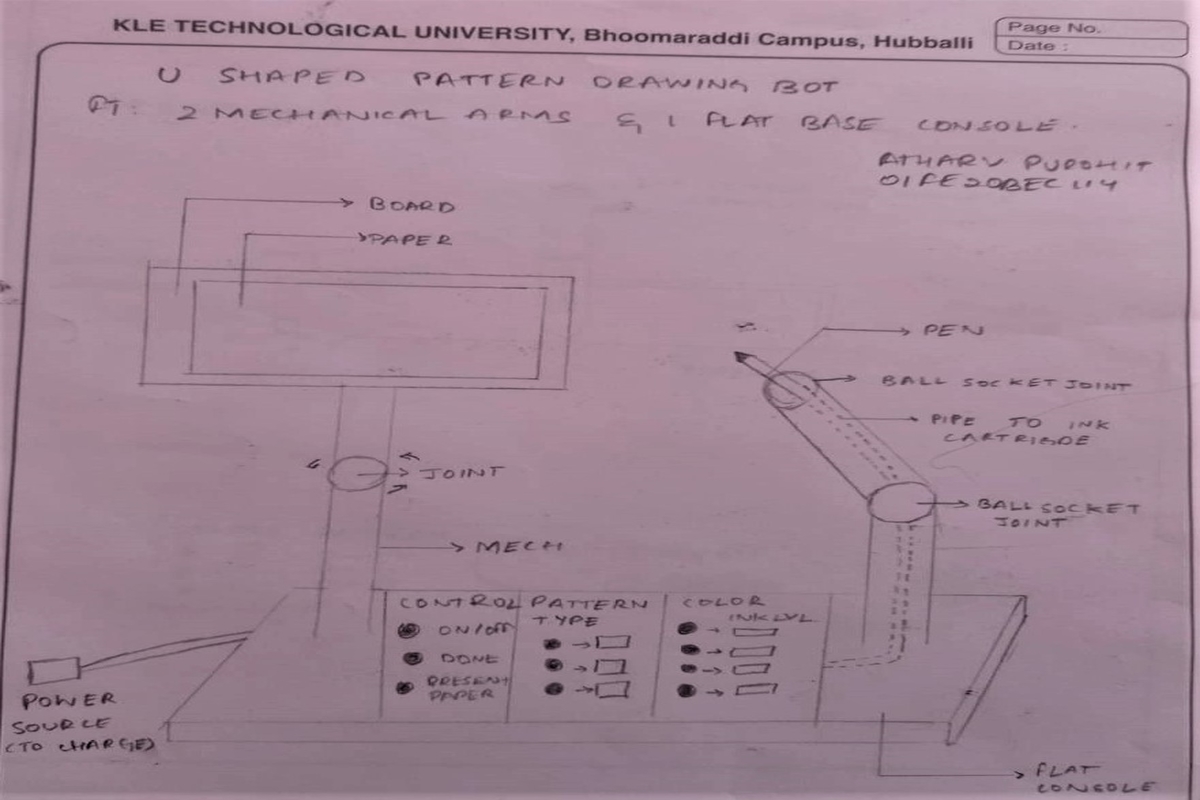 KLE TECHNOLOGICAL UNIVERSITY, Bhoomaraddi Campus, Hubballi
Page No.
Date :
U SHAPED PATTERN DRAWING BOT
PT: 2 MECHANICAL ARMS & 1 FLAT BASE CONSOLE.
ATHARV PUROHIT
01FE20BEC114
BOARD
PAPER
PEN
BALL SOCKET JOINT
PIPE TO INK
CARTRIGDE
JOINT
BALL SOCKET
JOINT
MECH
CONTROL
ON/OFF
DONE
PRESENT
PAPER
PATTERN
TYPE
COLOR
INK LVL
POWER
SOURCE
(TO CHARGE)
FLAT
CONSOLE